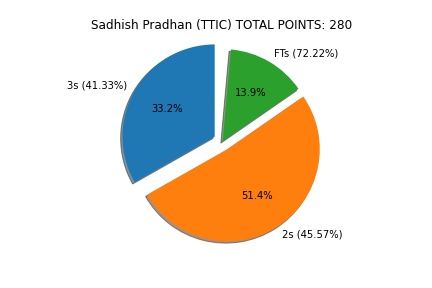 Sadhish Pradhan (TTIC) TOTAL POINTS: 280
FTs (72.22%)
3s (41.33%)
13.9%
33.2%
51.4%
2s (45.57%)